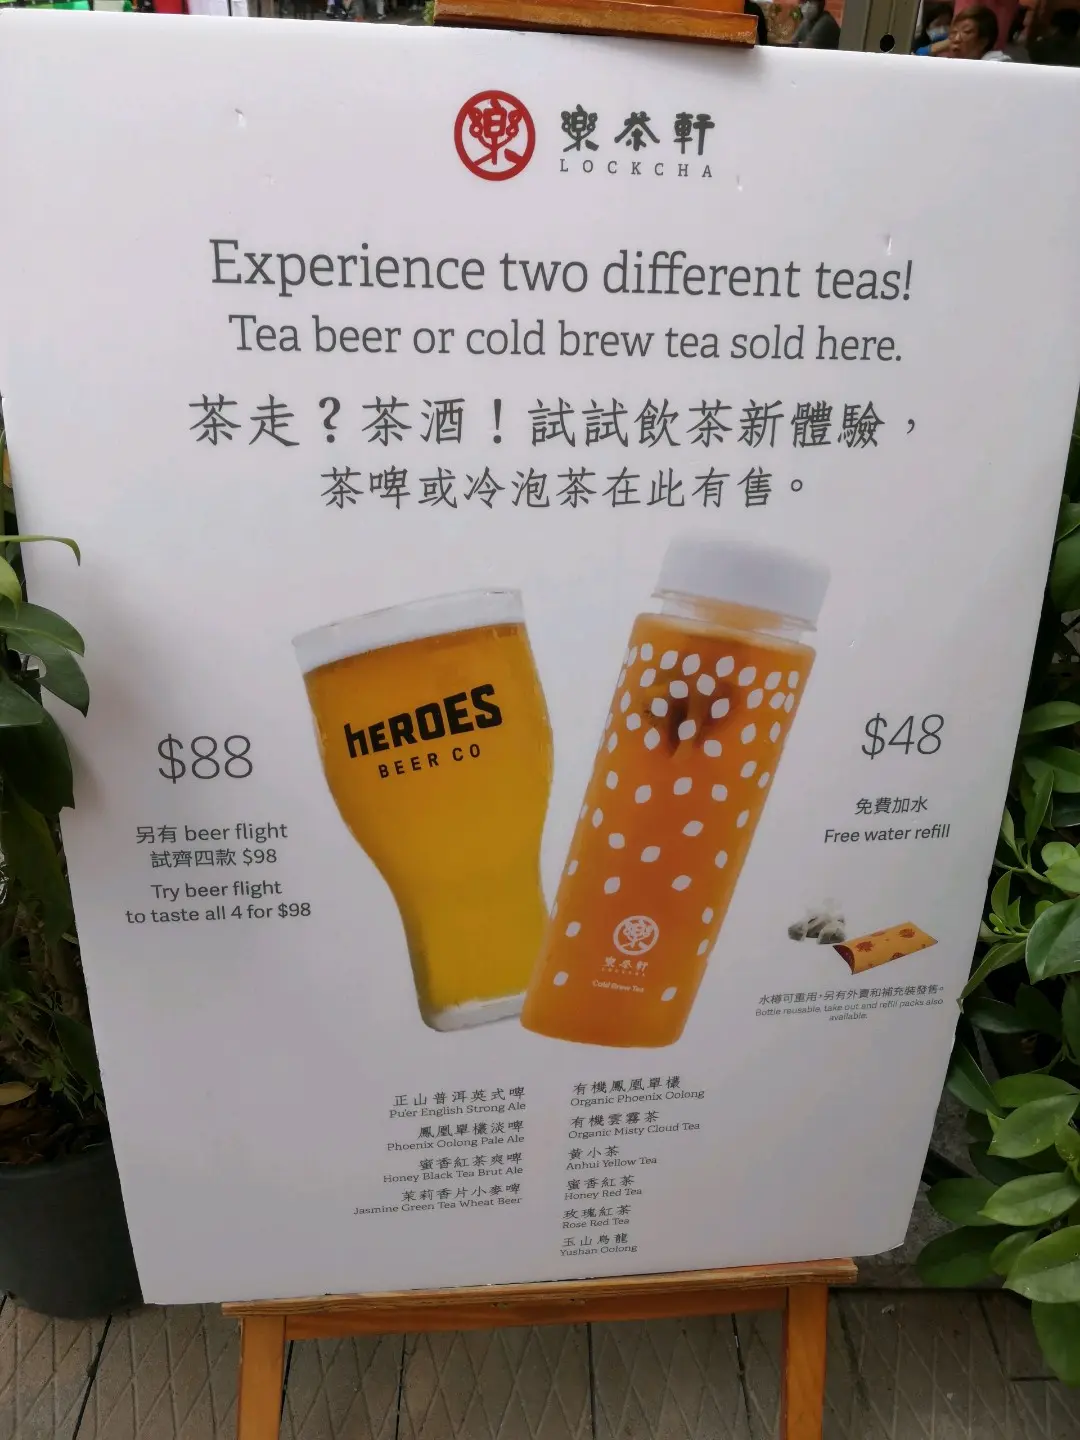 樂茶軒
LOCKCHA
Experience two different teas!
Tea beer or cold brew tea sold here.
茶走？茶酒！試試飲茶新體驗，
茶啤或冷泡茶在此有售。
heROES
BEER CO
$88
另有 beer flight
試齊四款 $98
Try beer flight
to taste all 4 for $98
樂茶軒
LOCKCHA
Cold Brew Tea
$48
免費加水
Free water refill
水樽可重用，另有外賣和補充裝發售。
Bottle reusable, take out and refill packs also
available.
正山普洱英式啤
Pu'er English Strong Ale
鳳凰單欉淡啤
Phoenix Oolong Pale Ale
蜜香紅茶爽啤
Honey Black Tea Brut Ale
茉莉香片小麥啤
Jasmine Green Tea Wheat Beer
有機鳳凰單欉
Organic Phoenix Oolong
有機雲霧茶
Organic Misty Cloud Tea
黃小茶
Anhui Yellow Tea
蜜香紅茶
Honey Red Tea
玫瑰紅茶
Rose Red Tea
玉山烏龍
Yushan Oolong